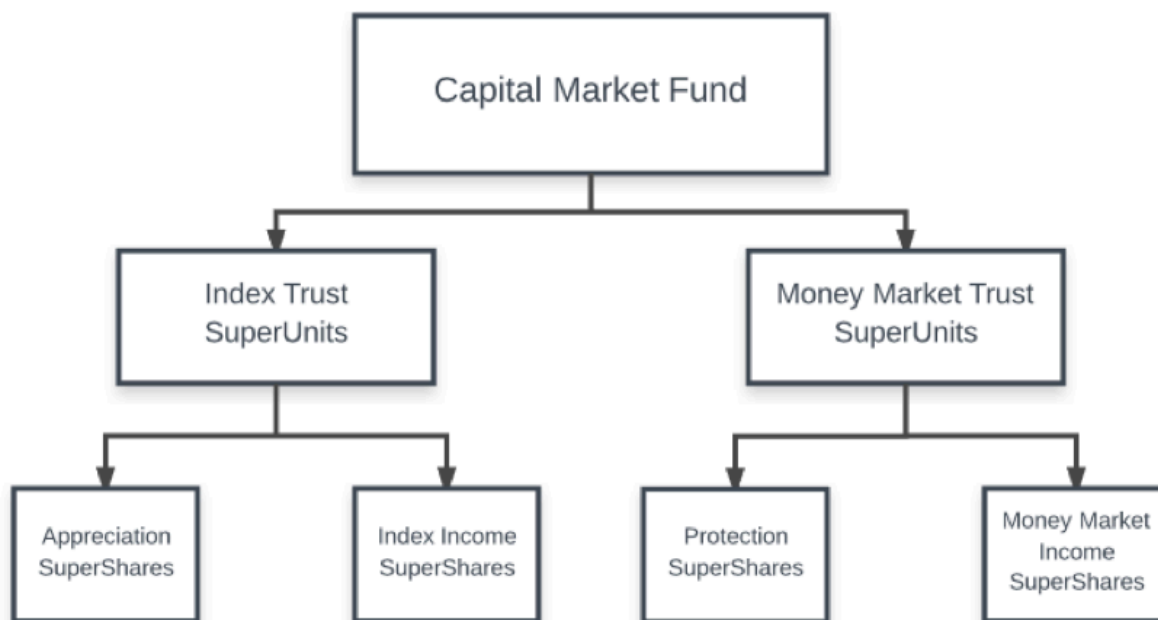 Capital Market Fund
Index Trust
SuperUnits
Money Market Trust
SuperUnits
Appreciation
SuperShares
Index Income
SuperShares
Protection
SuperShares
Money Market
Income
SuperShares